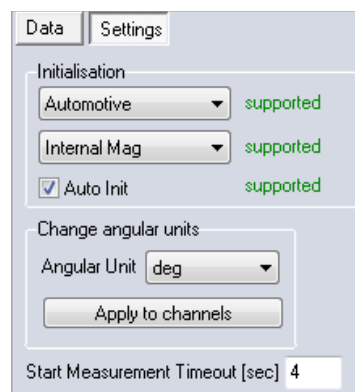 Data Settings
Initialisation
Automotive supported
Internal Mag supported
Auto Init supported
Change angular units
Angular Unit deg
Apply to channels
Start Measurement Timeout [sec] 4